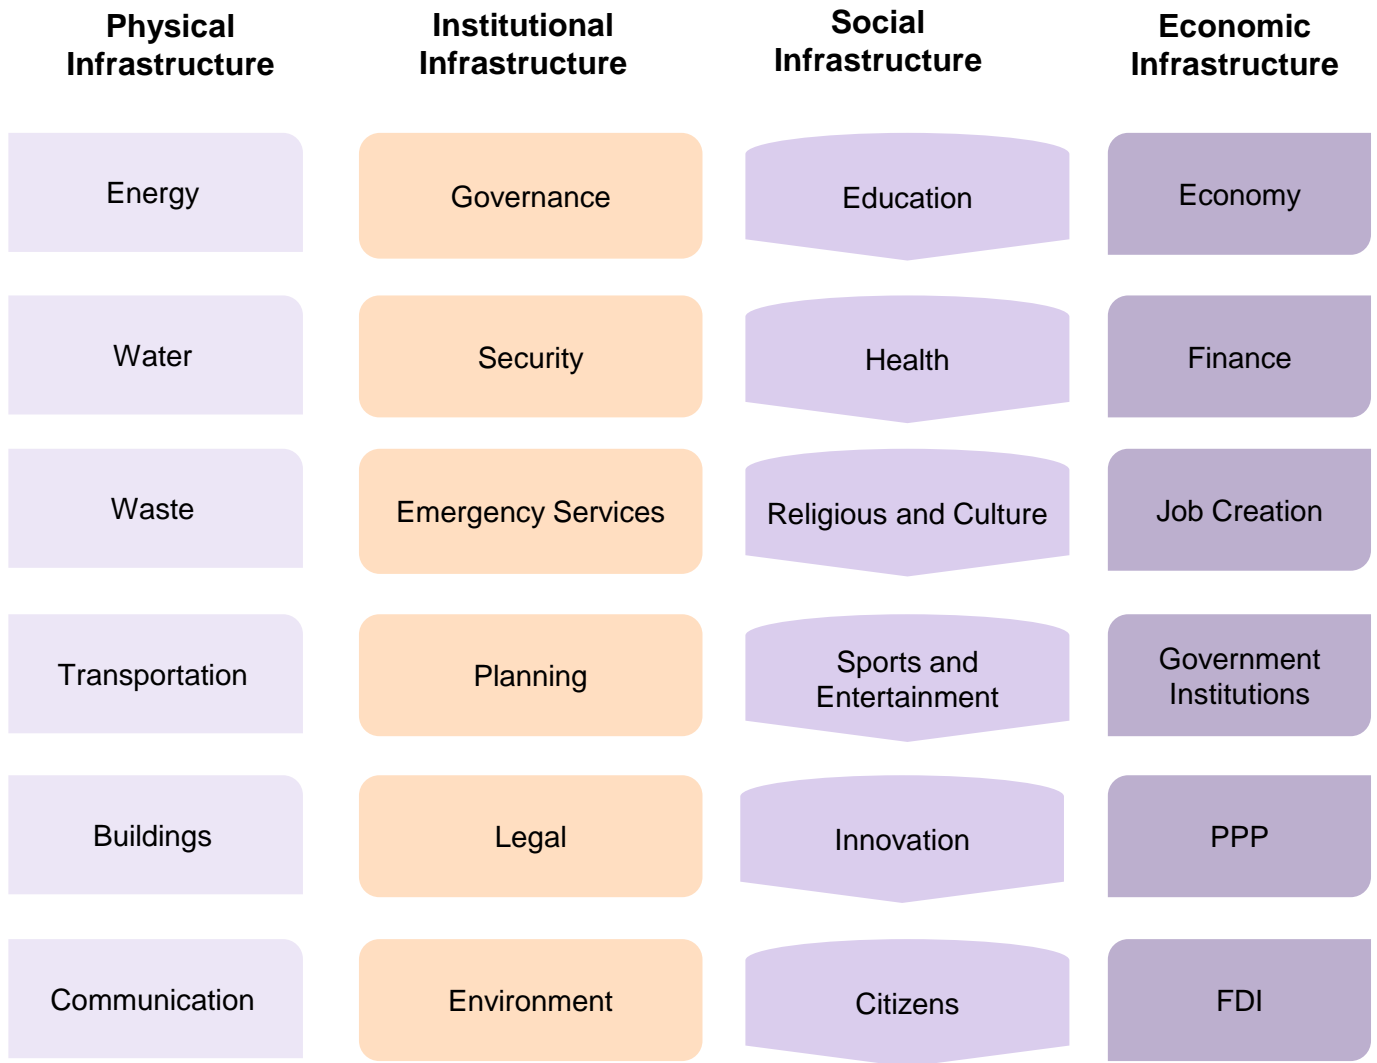 Physical
Infrastructure
Institutional
Infrastructure
Social
Infrastructure
Economic
Infrastructure
Energy
Governance
Education
Economy
Water
Security
Health
Finance
Waste
Emergency Services
Religious and Culture
Job Creation
Transportation
Planning
Sports and
Entertainment
Government
Institutions
Buildings
Legal
Innovation
PPP
Communication
Environment
Citizens
FDI